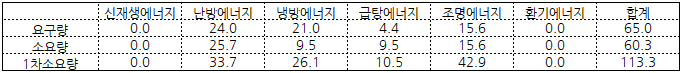 신재생에너지 난방에너지 냉방에너지 급탕에너지 조명에너지 환기에너지 합계
요구량 0.0 24.0 21.0 4.4 15.6 0.0 65.0
소요량 0.0 25.7 9.5 9.5 15.6 0.0 60.3
1차소요량 0.0 33.7 26.1 10.5 42.9 0.0 113.3